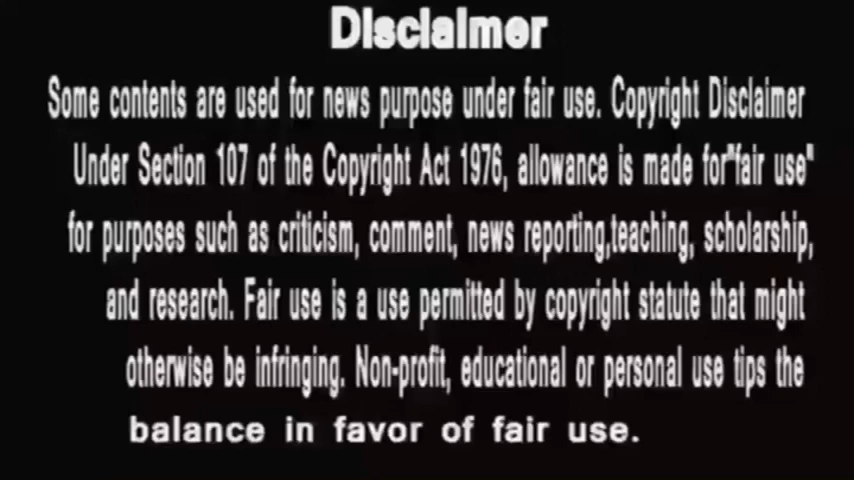 Disclaimer
Some contents are used for news purpose under fair use. Copyright Disclaimer
Under Section 107 of the Copyright Act 1976, allowance is made for"fair use"
for purposes such as criticism, comment, news reporting,teaching, scholarship,
and research. Fair use is a use permitted by copyright statute that might
otherwise be infringing. Non-profit, educational or personal use tips the
balance in favor of fair use.